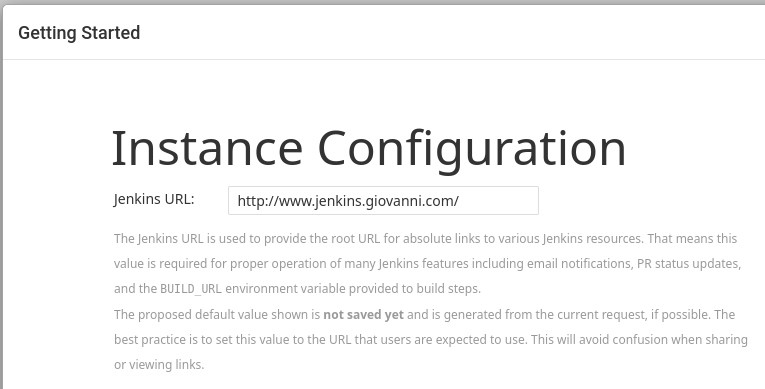 Getting Started
Instance Configuration
Jenkins URL: http://www.jenkins.giovanni.com/
The Jenkins URL is used to provide the root URL for absolute links to various Jenkins resources. That means this
value is required for proper operation of many Jenkins features including email notifications, PR status updates,
and the BUILD_URL environment variable provided to build steps.
The proposed default value shown is not saved yet and is generated from the current request, if possible. The
best practice is to set this value to the URL that users are expected to use. This will avoid confusion when sharing
or viewing links.